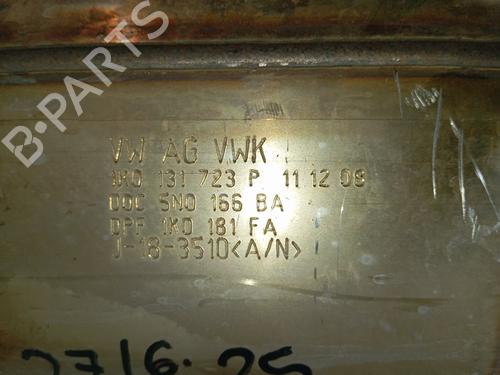 B-PARTS
VW AG VWK
1K0 131 723 P 11 12 08
DOC 5N0 166 BA
DPF 1K0 181 FA
J-18-3510<A/N>